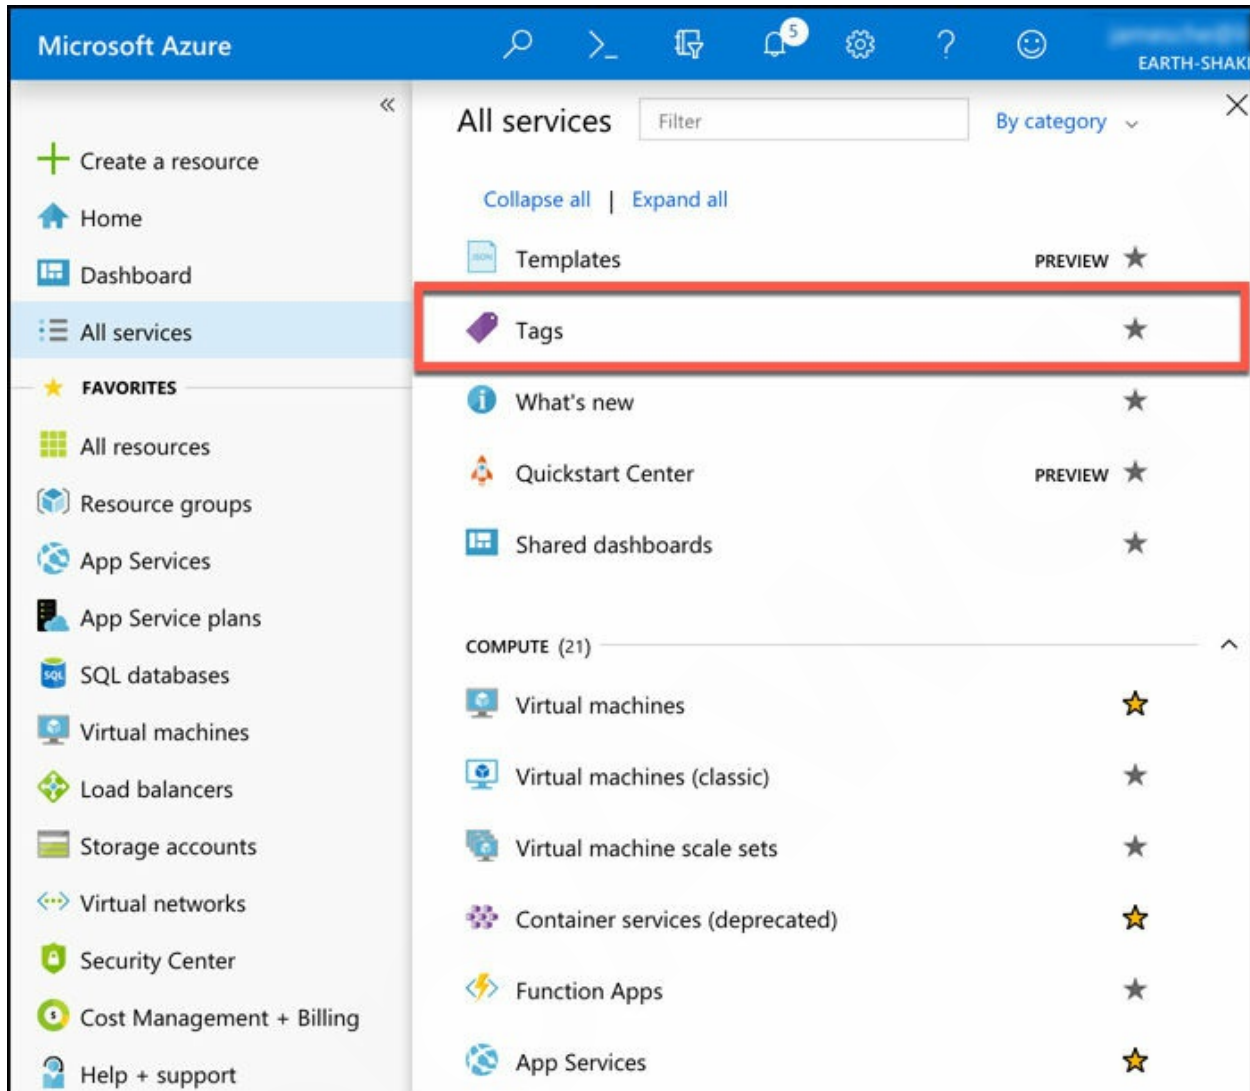 Microsoft Azure
5
EARTH-SHAK
Create a resource
Home
Dashboard
All services
FAVORITES
All resources
Resource groups
App Services
App Service plans
SQL
SQL databases
Virtual machines
Load balancers
Storage accounts
Virtual networks
Security Center
Cost Management + Billing
Help + support
All services
Filter
By category
Collapse all | Expand all
JSON
Templates PREVIEW
Tags
What's new
Quickstart Center PREVIEW
Shared dashboards
COMPUTE (21)
Virtual machines
Virtual machines (classic)
Virtual machine scale sets
Container services (deprecated)
Function Apps
App Services